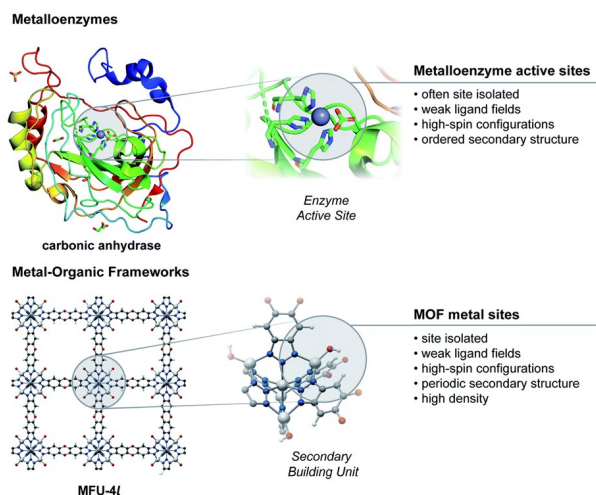 Metalloenzymes
Metalloenzyme active sites
• often site isolated
• weak ligand fields
• high-spin configurations
• ordered secondary structure
Enzyme
Active Site
carbonic anhydrase
Metal-Organic Frameworks
MOF metal sites
• site isolated
• weak ligand fields
• high-spin configurations
• periodic secondary structure
• high density
Secondary
Building Unit
MFU-4l